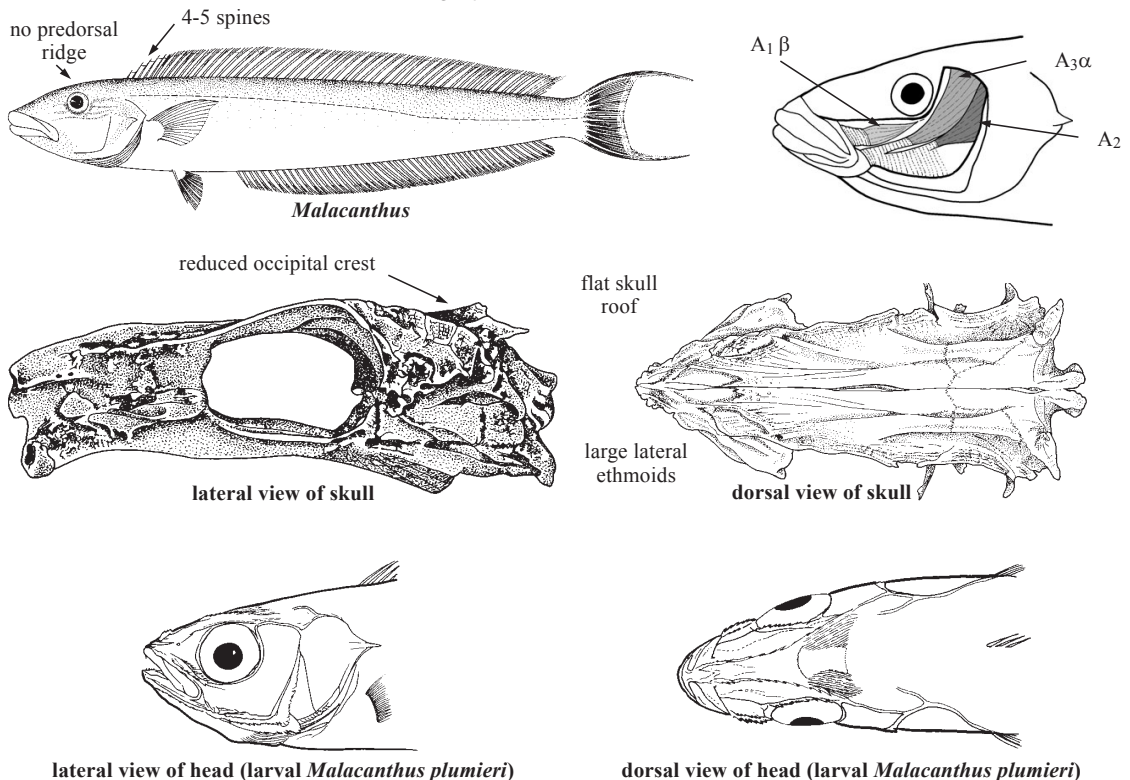 4-5 spines
no predorsal
ridge
Malacanthus
A₁ β
A₃α
A₂
reduced occipital crest
flat skull
roof
large lateral
ethmoids
lateral view of skull
dorsal view of skull
lateral view of head (larval Malacanthus plumieri)
dorsal view of head (larval Malacanthus plumieri)